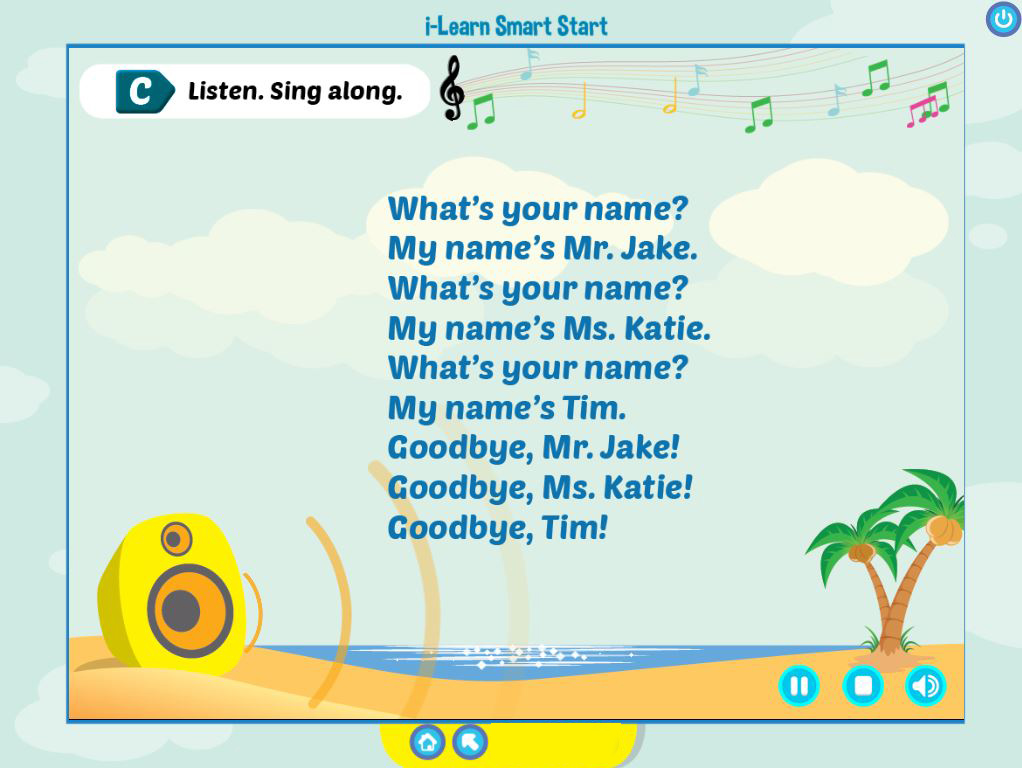 i-Learn Smart Start
C Listen. Sing along.
What's your name?
My name's Mr. Jake.
What's your name?
My name's Ms. Katie.
What's your name?
My name's Tim.
Goodbye, Mr. Jake!
Goodbye, Ms. Katie!
Goodbye, Tim!